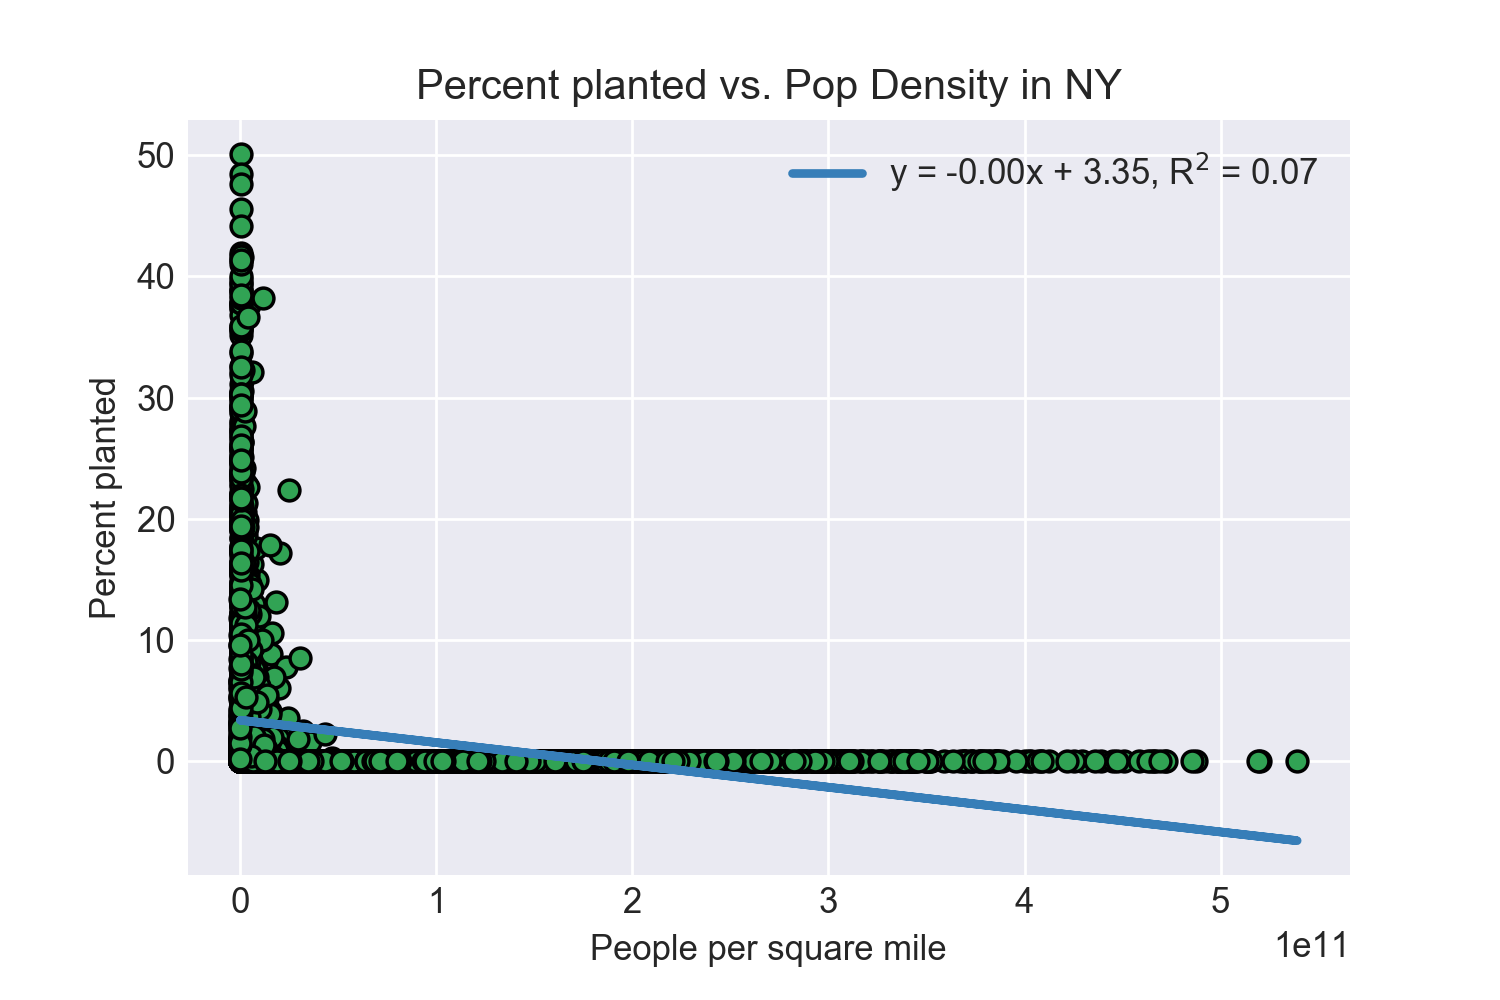 Percent planted vs. Pop Density in NY
y = -0.00x + 3.35, R² = 0.07
50
40
30
20
10
0
Percent planted
0 1 2 3 4 5
1e11
People per square mile